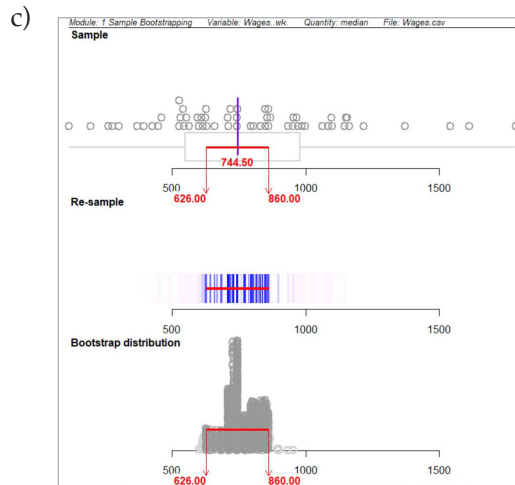 c)
Module: 1 Sample Bootstrapping Variable: Wages..wk. Quantity: median File: Wages.csv
Sample
744.50
500 1000 1500
626.00 860.00
Re-sample
500 1000 1500
Bootstrap distribution
500 1000 1500
626.00 860.00